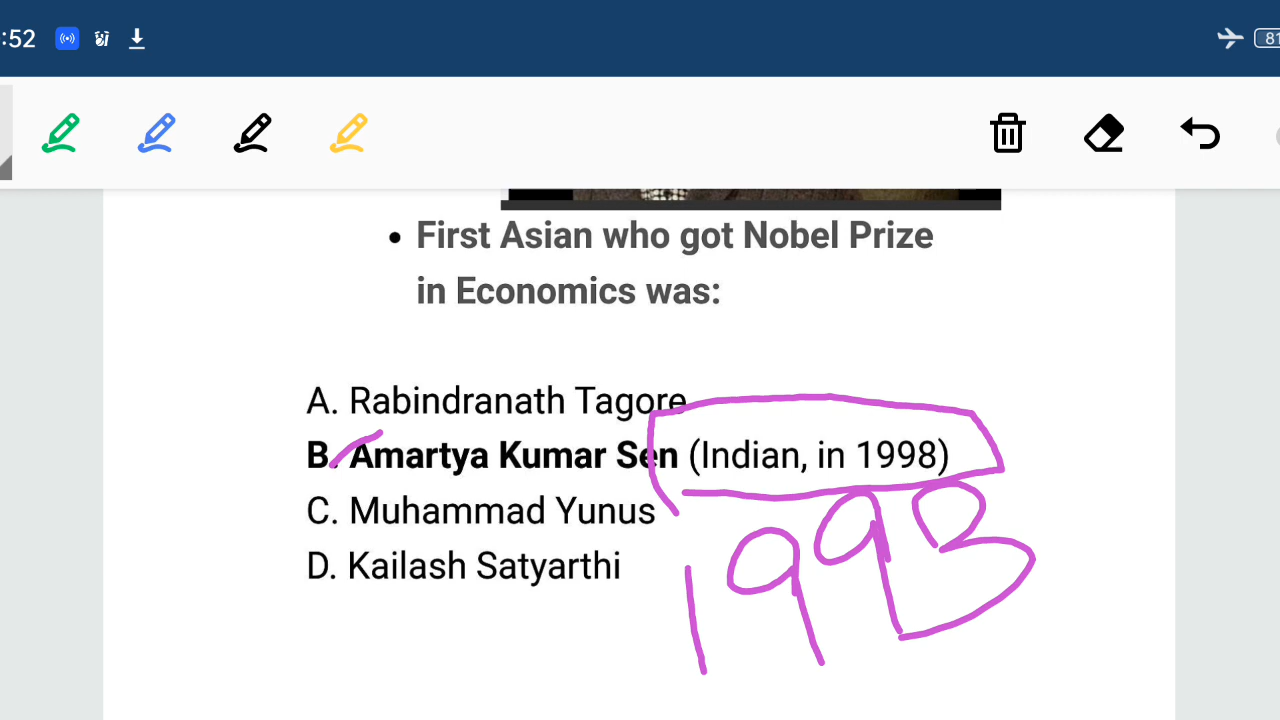 :52
81
• First Asian who got Nobel Prize
in Economics was:
A. Rabindranath Tagore
B. Amartya Kumar Sen (Indian, in 1998)
C. Muhammad Yunus
D. Kailash Satyarthi
1993